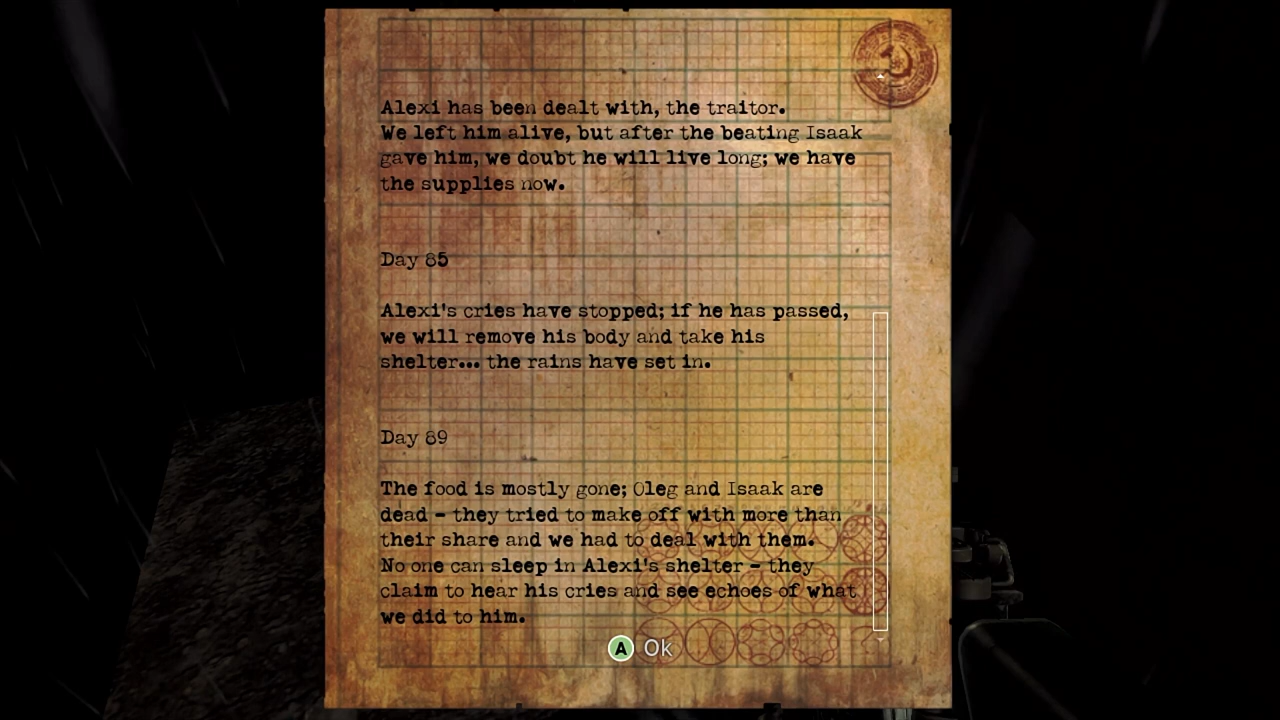 Alexi has been dealt with, the traitor.
We left him alive, but after the beating Isaak
gave him, we doubt he will live long; we have
the supplies now.
Day 85
Alexi's cries have stopped; if he has passed,
we will remove his body and take his
shelter... the rains have set in.
Day 89
The food is mostly gone; Oleg and Isaak are
dead - they tried to make off with more than
their share and we had to deal with them.
No one can sleep in Alexi's shelter - they
claim to hear his cries and see echoes of what
we did to him.
A Ok